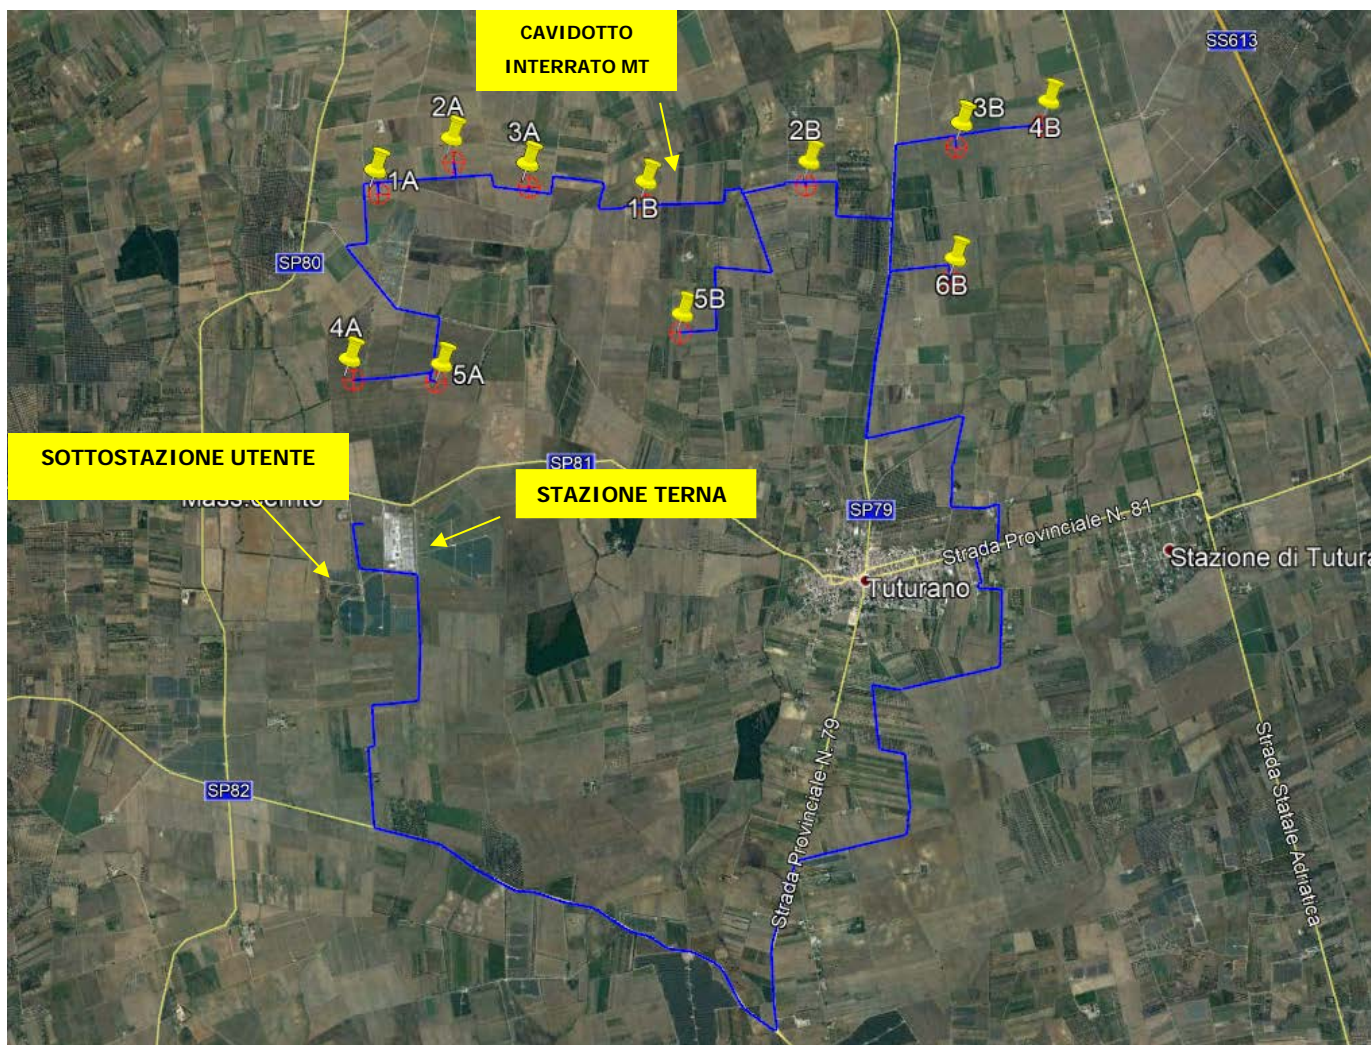 CAVIDOTTO
INTERRATO MT
SS613
2A
3A
2B
3B
4B
1A
1B
SP80
6B
5B
4A
5A
SOTTOSTAZIONE UTENTE
SP81
STAZIONE TERNA
SP79
Strada Provinciale N. 81
Stazione di Tutura
Tuturano
Strada Provinciale N. 79
Strada Statale Adriatica
SP82